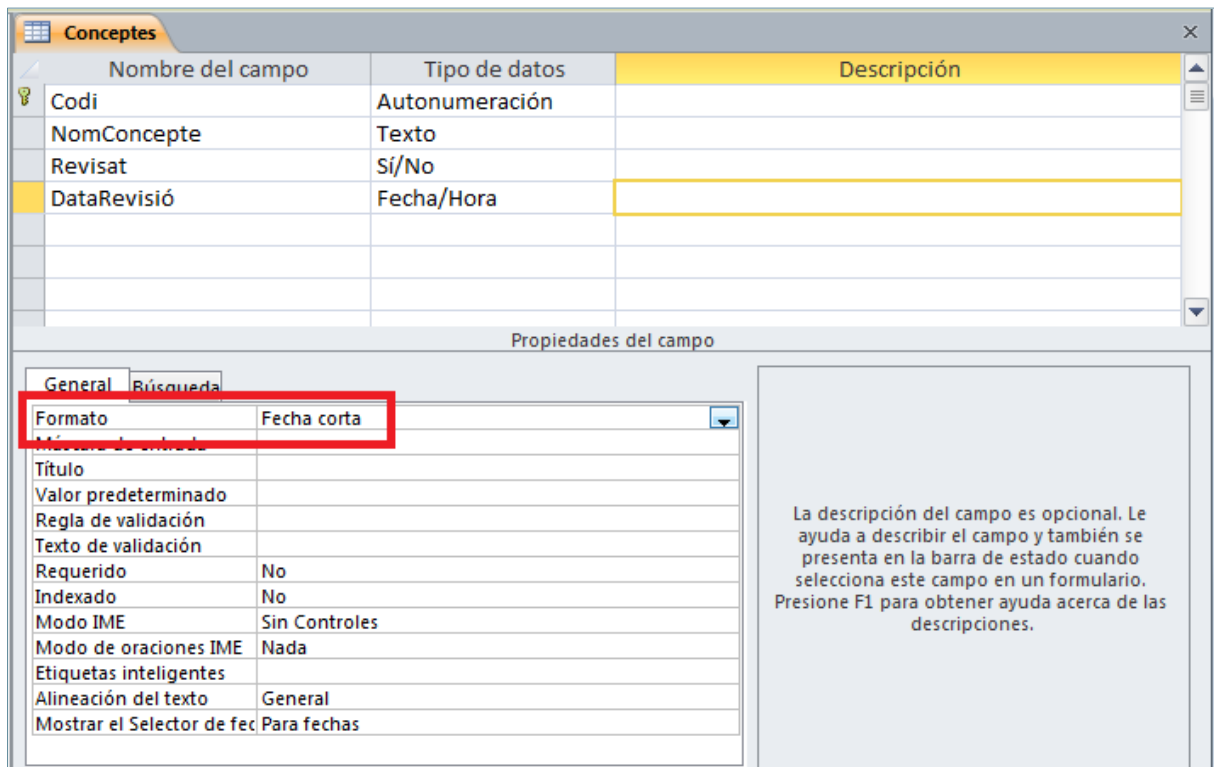 Conceptes
Nombre del campo Tipo de datos Descripción
Codi Autonumeración
NomConcepte Texto
Revisat Sí/No
DataRevisió Fecha/Hora
Propiedades del campo
General Búsqueda
Formato Fecha corta
Máscara de entrada
Título
Valor predeterminado
Regla de validación
Texto de validación
Requerido No
Indexado No
Modo IME Sin Controles
Modo de oraciones IME Nada
Etiquetas inteligentes
Alineación del texto General
Mostrar el Selector de fec Para fechas
La descripción del campo es opcional. Le
ayuda a describir el campo y también se
presenta en la barra de estado cuando
selecciona este campo en un formulario.
Presione F1 para obtener ayuda acerca de las
descripciones.